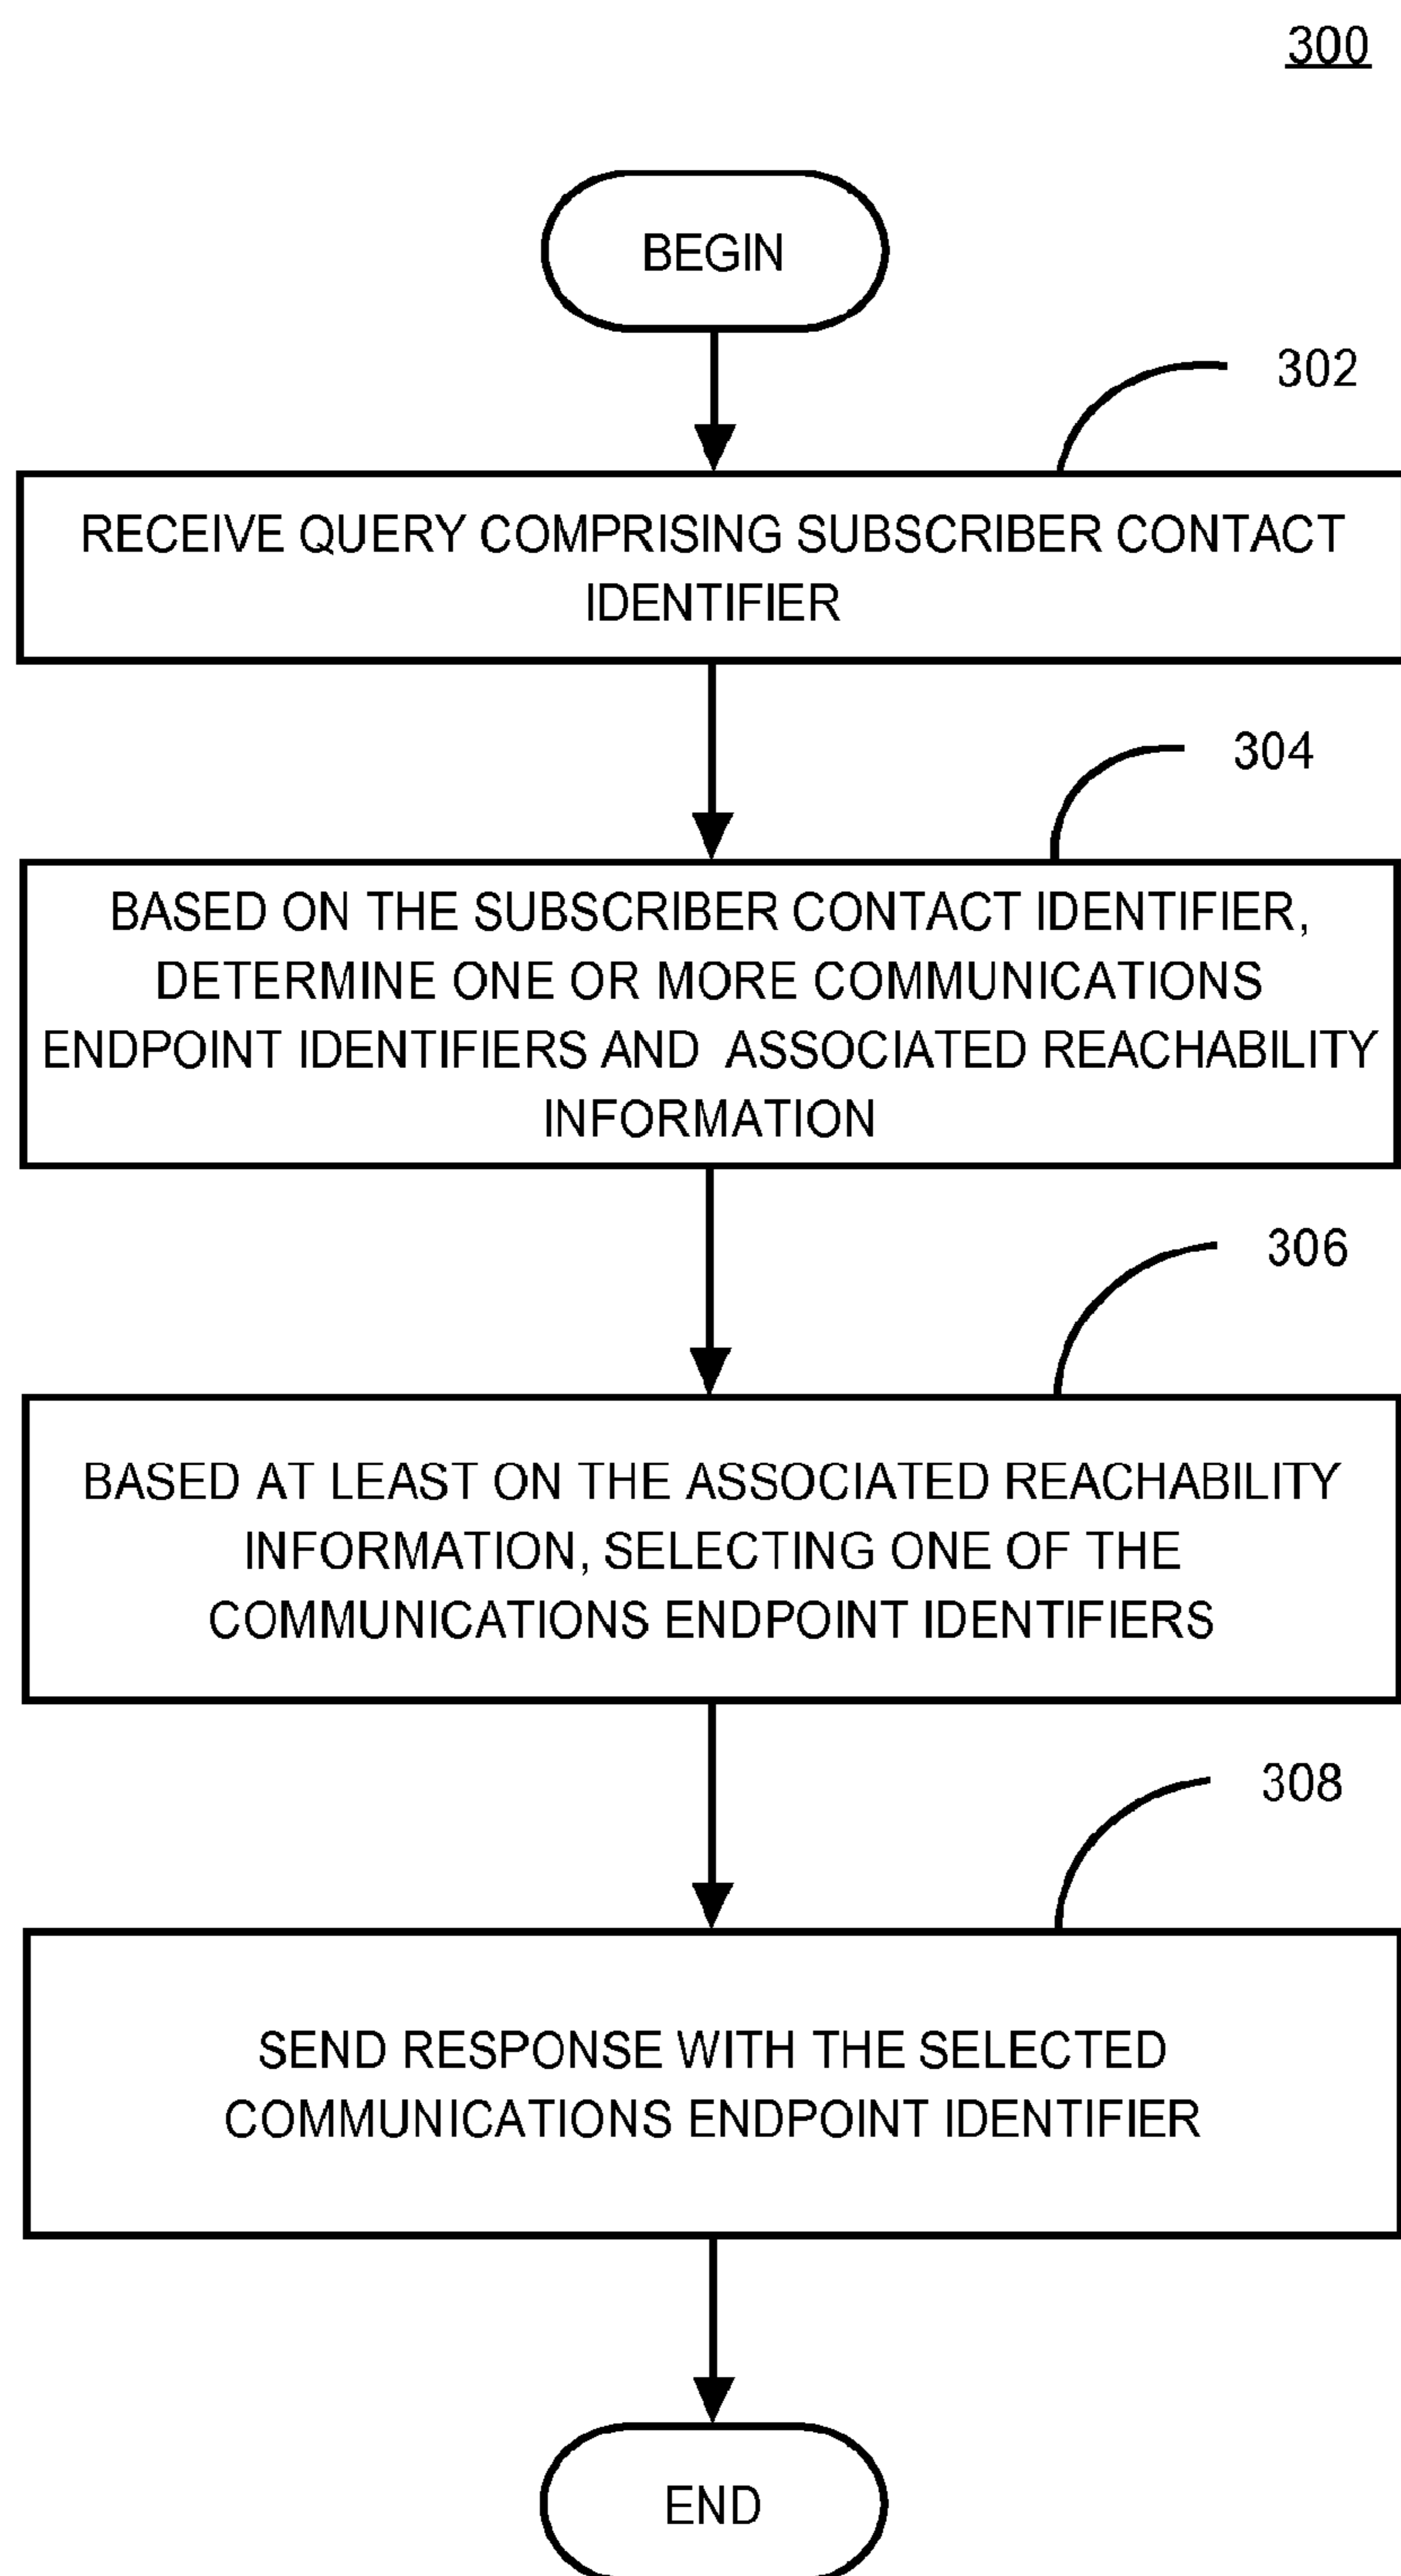 300
BEGIN
302
RECEIVE QUERY COMPRISING SUBSCRIBER CONTACT
IDENTIFIER
304
BASED ON THE SUBSCRIBER CONTACT IDENTIFIER,
DETERMINE ONE OR MORE COMMUNICATIONS
ENDPOINT IDENTIFIERS AND ASSOCIATED REACHABILITY
INFORMATION
306
BASED AT LEAST ON THE ASSOCIATED REACHABILITY
INFORMATION, SELECTING ONE OF THE
COMMUNICATIONS ENDPOINT IDENTIFIERS
308
SEND RESPONSE WITH THE SELECTED
COMMUNICATIONS ENDPOINT IDENTIFIER
END